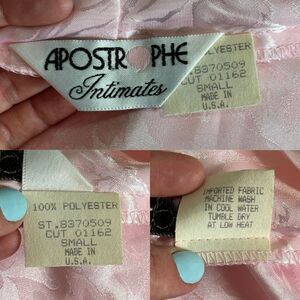 APOSTROPHE
Intimates
POLYESTER
ST.8370509
CUT 01162
SMALL
MADE IN
U.S.A.
100% POLYESTER
ST.8370509
CUT 01162
SMALL
MADE IN
U.S.A.
IMPORTED FABRIC
MACHINE WASH
IN COOL WATER
TUMBLE DRY
AT LOW HEAT